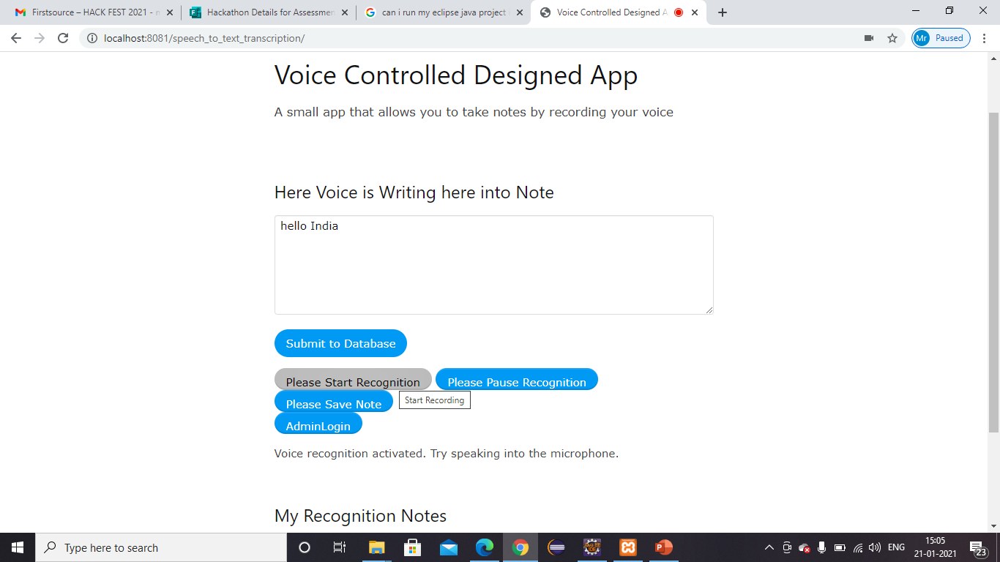 Firstsource – HACK FEST 2021 -
Hackathon Details for Assessmen
can i run my eclipse java project
Voice Controlled Designed A
localhost:8081/speech_to_text_transcription/
Mr Paused
Voice Controlled Designed App
A small app that allows you to take notes by recording your voice
Here Voice is Writing here into Note
hello India
Submit to Database
Please Start Recognition Please Pause Recognition
Please Save Note Start Recording
AdminLogin
Voice recognition activated. Try speaking into the microphone.
My Recognition Notes
Type here to search
ENG
15:05
21-01-2021
23